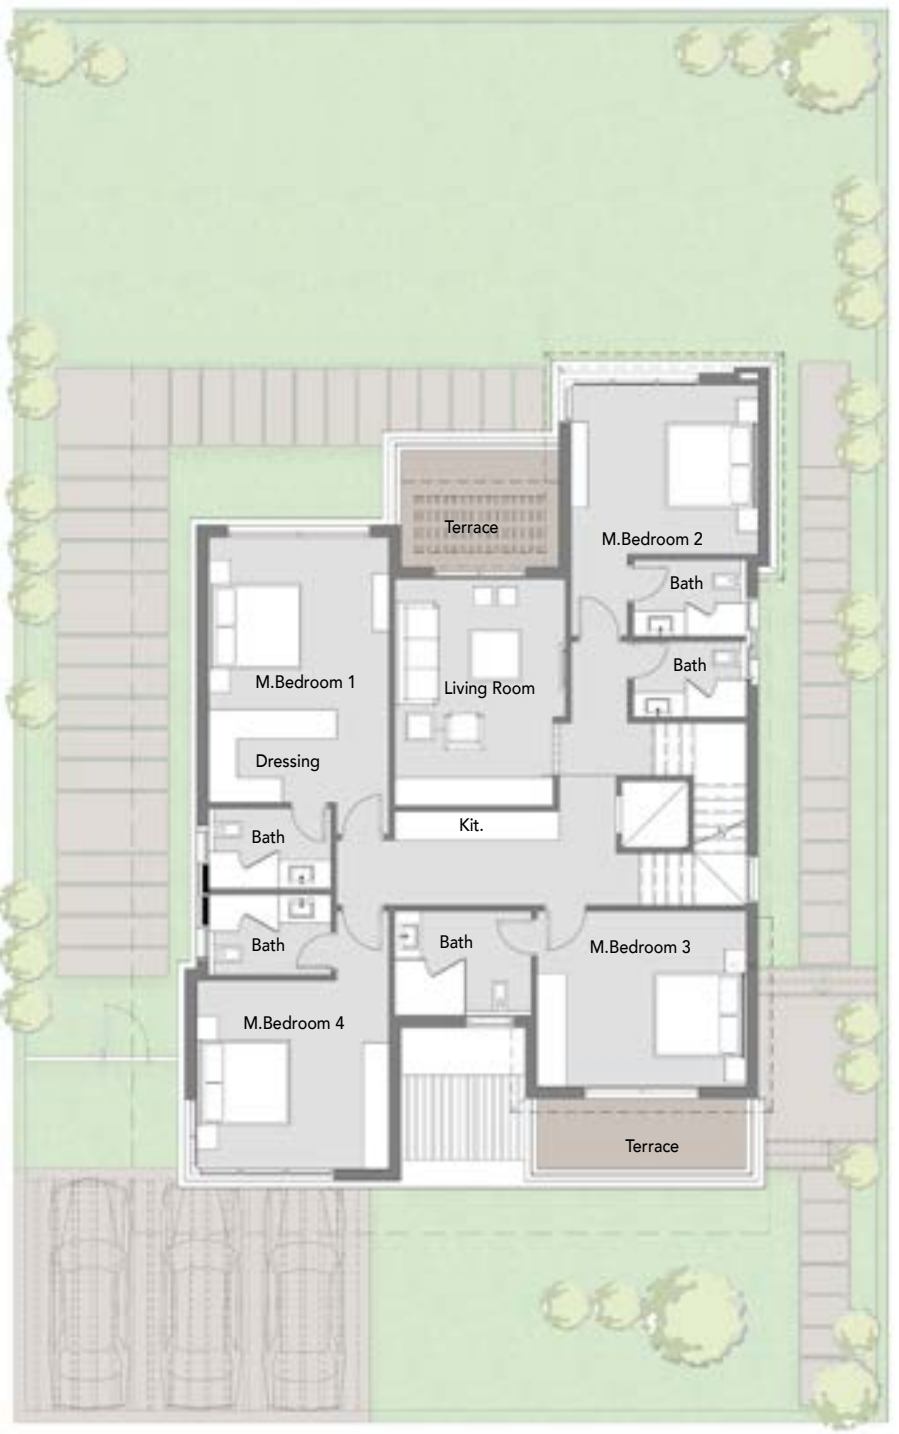 Terrace
M.Bedroom 2
Bath
Bath
M.Bedroom 1
Living Room
Dressing
Kit.
Bath
Bath
Bath
M.Bedroom 3
M.Bedroom 4
Terrace